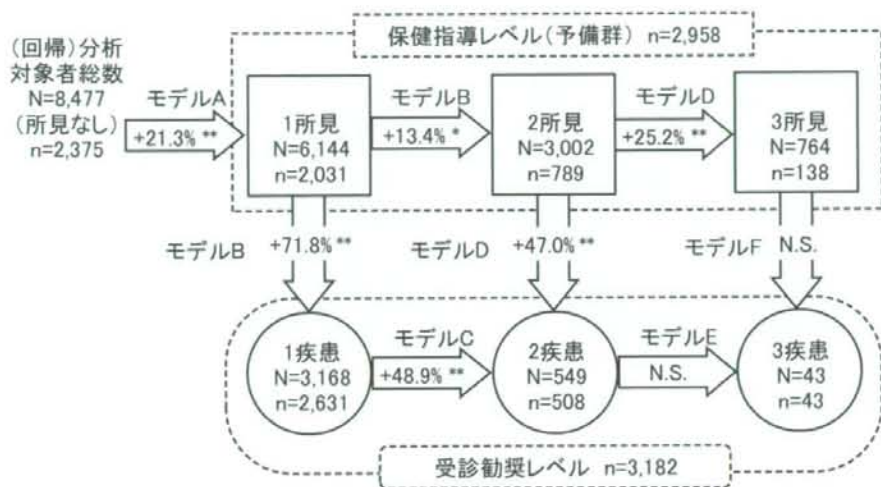 保健指導レベル(予備群) n=2,958
(回帰)分析
対象者総数
N=8,477
(所見なし)
n=2,375
モデルA
+21.3% **
1所見
N=6,144
n=2,031
モデルB
+13.4% *
2所見
N=3,002
n=789
モデルD
+25.2% **
3所見
N=764
n=138
モデルB
+71.8% **
モデルD
+47.0% **
モデルF
N.S.
1疾患
N=3,168
n=2,631
モデルC
+48.9% **
2疾患
N=549
n=508
モデルE
N.S.
3疾患
N=43
n=43
受診勧奨レベル n=3,182